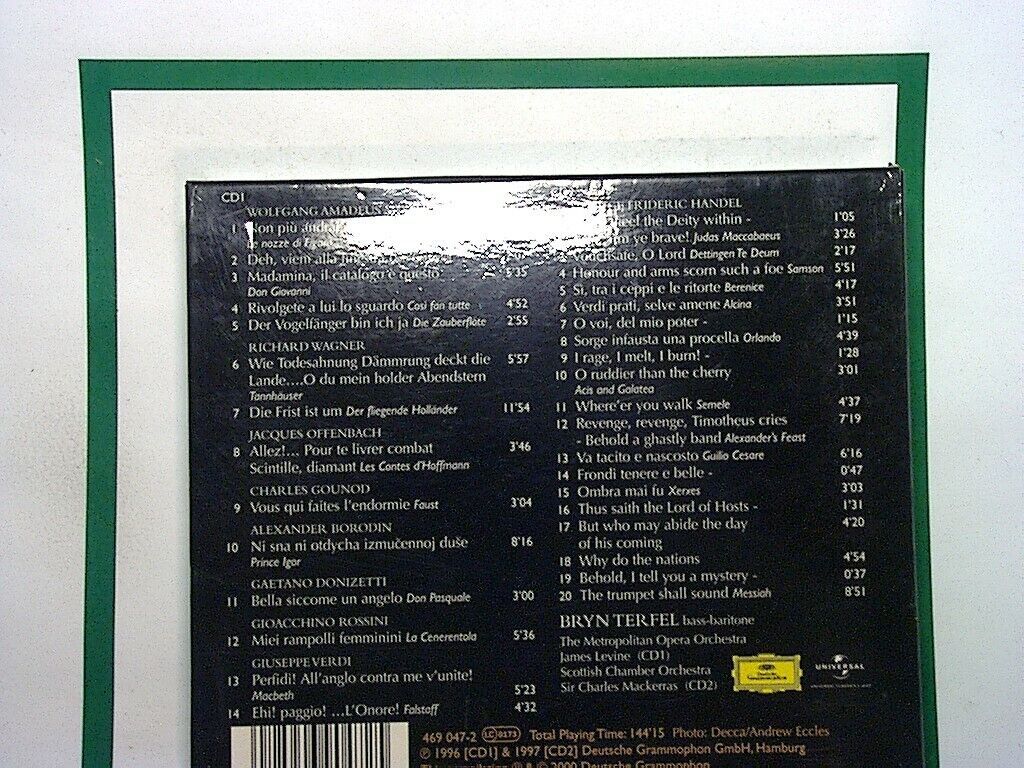 CD1
WOLFGANG AMADEUS
1 Non più andrai
Le nozze di Figaro
2 Deh, vieni alla
3 Madamina, il catalogo è questo 5'35
Don Giovanni
4 Rivolgete a lui lo sguardo Così fan tutte 4'52
5 Der Vogelfänger bin ich ja Die Zauberflöte 2'55
RICHARD WAGNER
6 Wie Todesahnung Dämmrung deckt die 5'57
Lande....O du mein holder Abendstern
Tannhäuser
7 Die Frist ist um Der fliegende Holländer 11'54
JACQUES OFFENBACH
8 Allez!... Pour te livrer combat 3'46
Scintille, diamant Les Contes d'Hoffmann
CHARLES GOUNOD
9 Vous qui faites l'endormie Faust 3'04
ALEXANDER BORODIN
10 Ni sna ni otdycha izmučennoj duše 8'16
Prince Igor
GAETANO DONIZETTI
11 Bella siccome un angelo Don Pasquale 3'00
GIOACCHINO ROSSINI
12 Miei rampolli femminini La Cenerentola 5'36
GIUSEPPE VERDI
13 Perfidi! All'anglo contra me v'unite!
Macbeth 5'23
14 Ehi! paggio! ...L'Onore! Falstaff 4'32
FRIDERIC HANDEL
feel the Deity within - 1'05
ye brave! Judas Maccabaeus 3'26
Vouchsafe, O Lord Dettingen Te Deum 2'17
4 Honour and arms scorn such a foe Samson 5'51
5 Sì, tra i ceppi e le ritorte Berenice 4'17
6 Verdi prati, selve amene Alcina 3'51
7 O voi, del mio poter - 1'15
8 Sorge infausta una procella Orlando 4'39
9 I rage, I melt, I burn! - 1'28
10 O ruddier than the cherry 3'01
Acis and Galatea
11 Where'er you walk Semele 4'37
12 Revenge, revenge, Timotheus cries 7'19
- Behold a ghastly band Alexander's Feast
13 Va tacito e nascosto Guilio Cesare 6'16
14 Frondi tenere e belle - 0'47
15 Ombra mai fu Xerxes 3'03
16 Thus saith the Lord of Hosts - 1'31
17 But who may abide the day 4'20
of his coming
18 Why do the nations 4'54
19 Behold, I tell you a mystery - 0'37
20 The trumpet shall sound Messiah 8'51
BRYN TERFEL bass-baritone
The Metropolitan Opera Orchestra
James Levine (CD1)
Scottish Chamber Orchestra
Sir Charles Mackerras (CD2)
Deutsche Grammophon
UNIVERSAL
469 047-2 LC 0173 Total Playing Time: 144'15 Photo: Decca/Andrew Eccles
℗ 1996 [CD1] & 1997 [CD2] Deutsche Grammophon GmbH, Hamburg
℗ & © 2000 Deutsche Grammophon